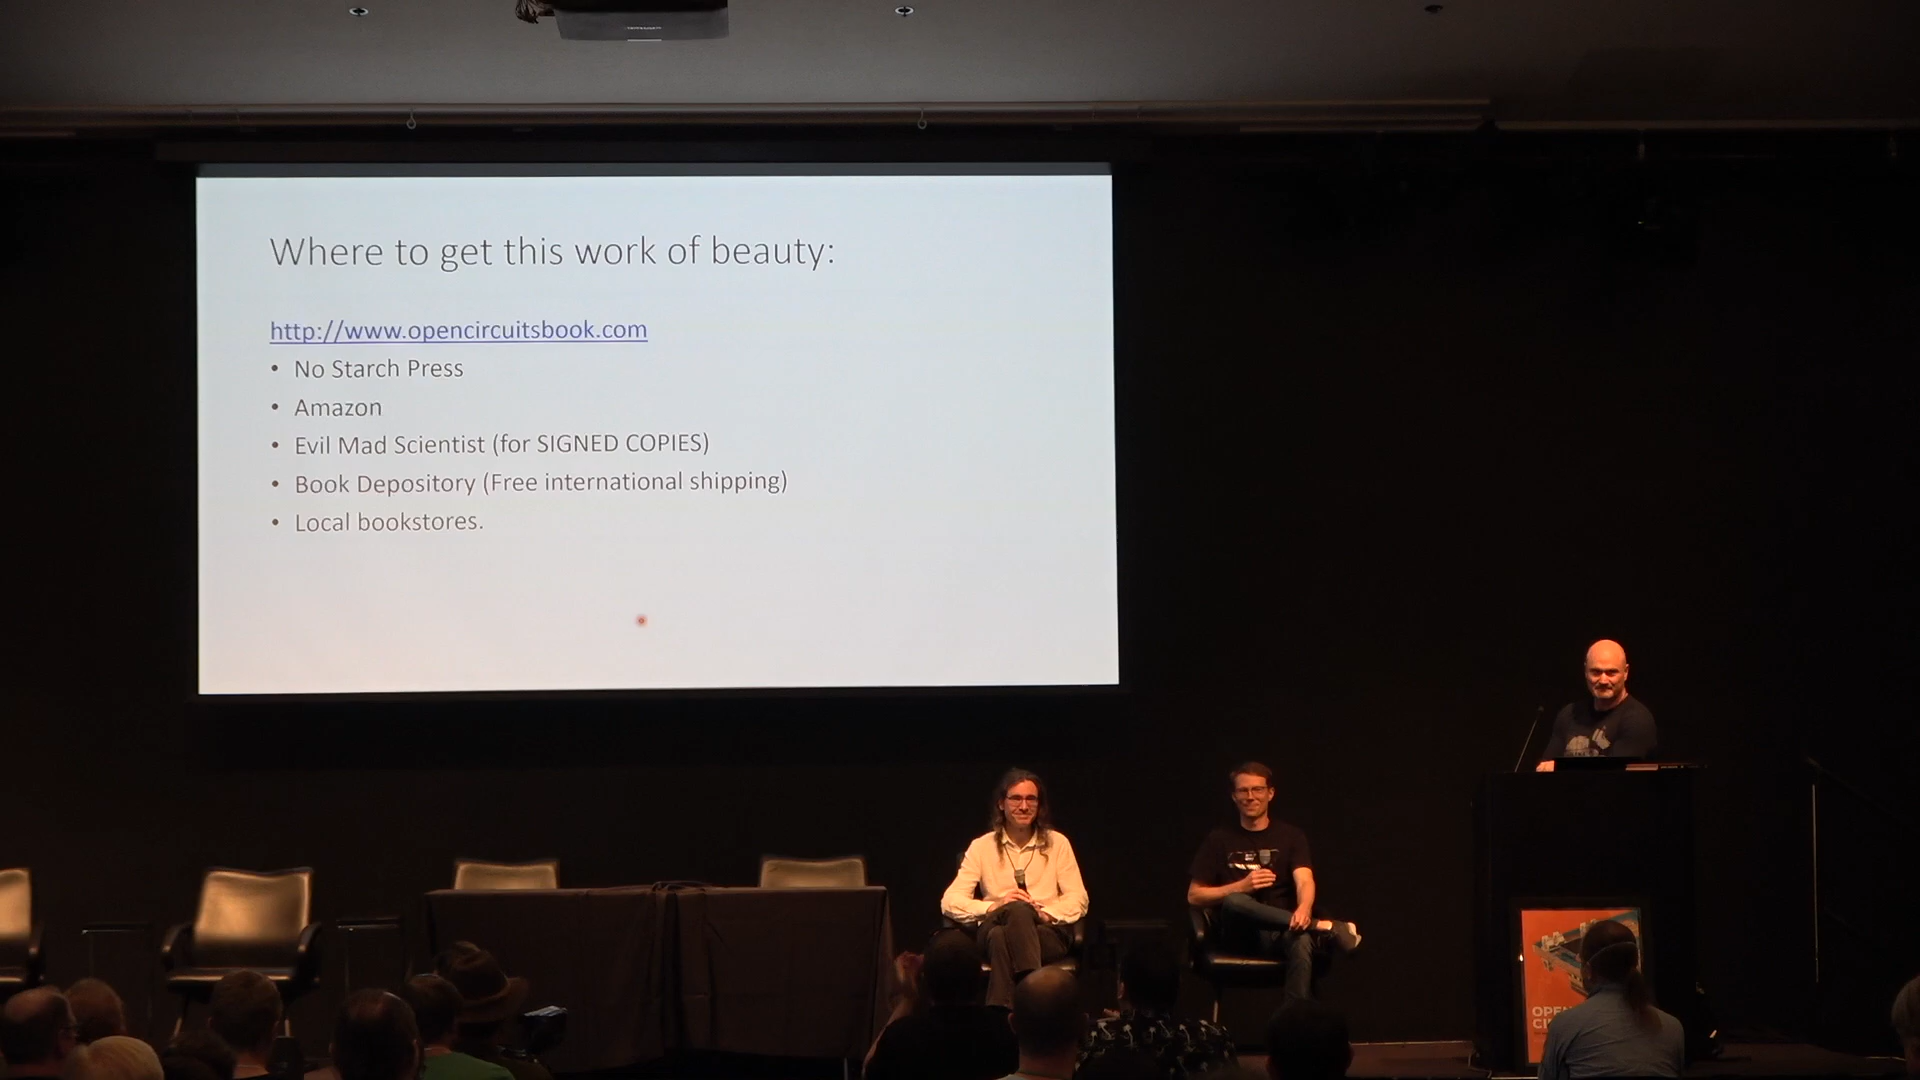 Where to get this work of beauty:
http://www.opencircuitsbook.com
• No Starch Press
• Amazon
• Evil Mad Scientist (for SIGNED COPIES)
• Book Depository (Free international shipping)
• Local bookstores.